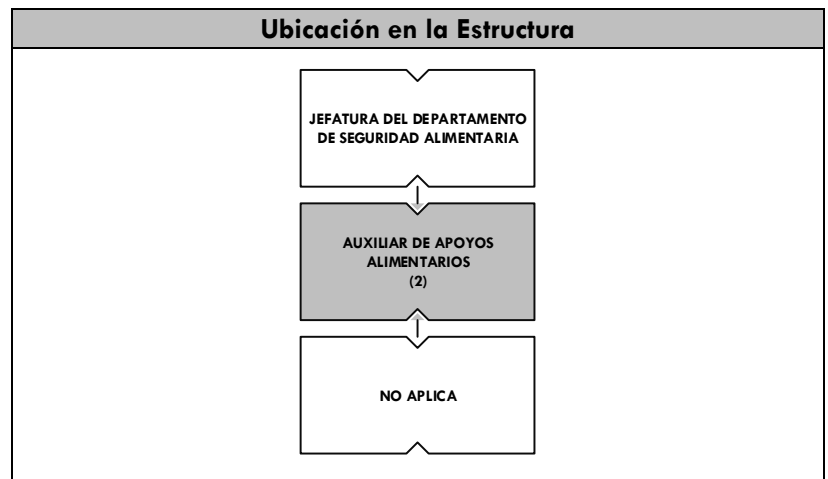 Ubicación en la Estructura
JEFATURA DEL DEPARTAMENTO
DE SEGURIDAD ALIMENTARIA
AUXILIAR DE APOYOS
ALIMENTARIOS
(2)
NO APLICA